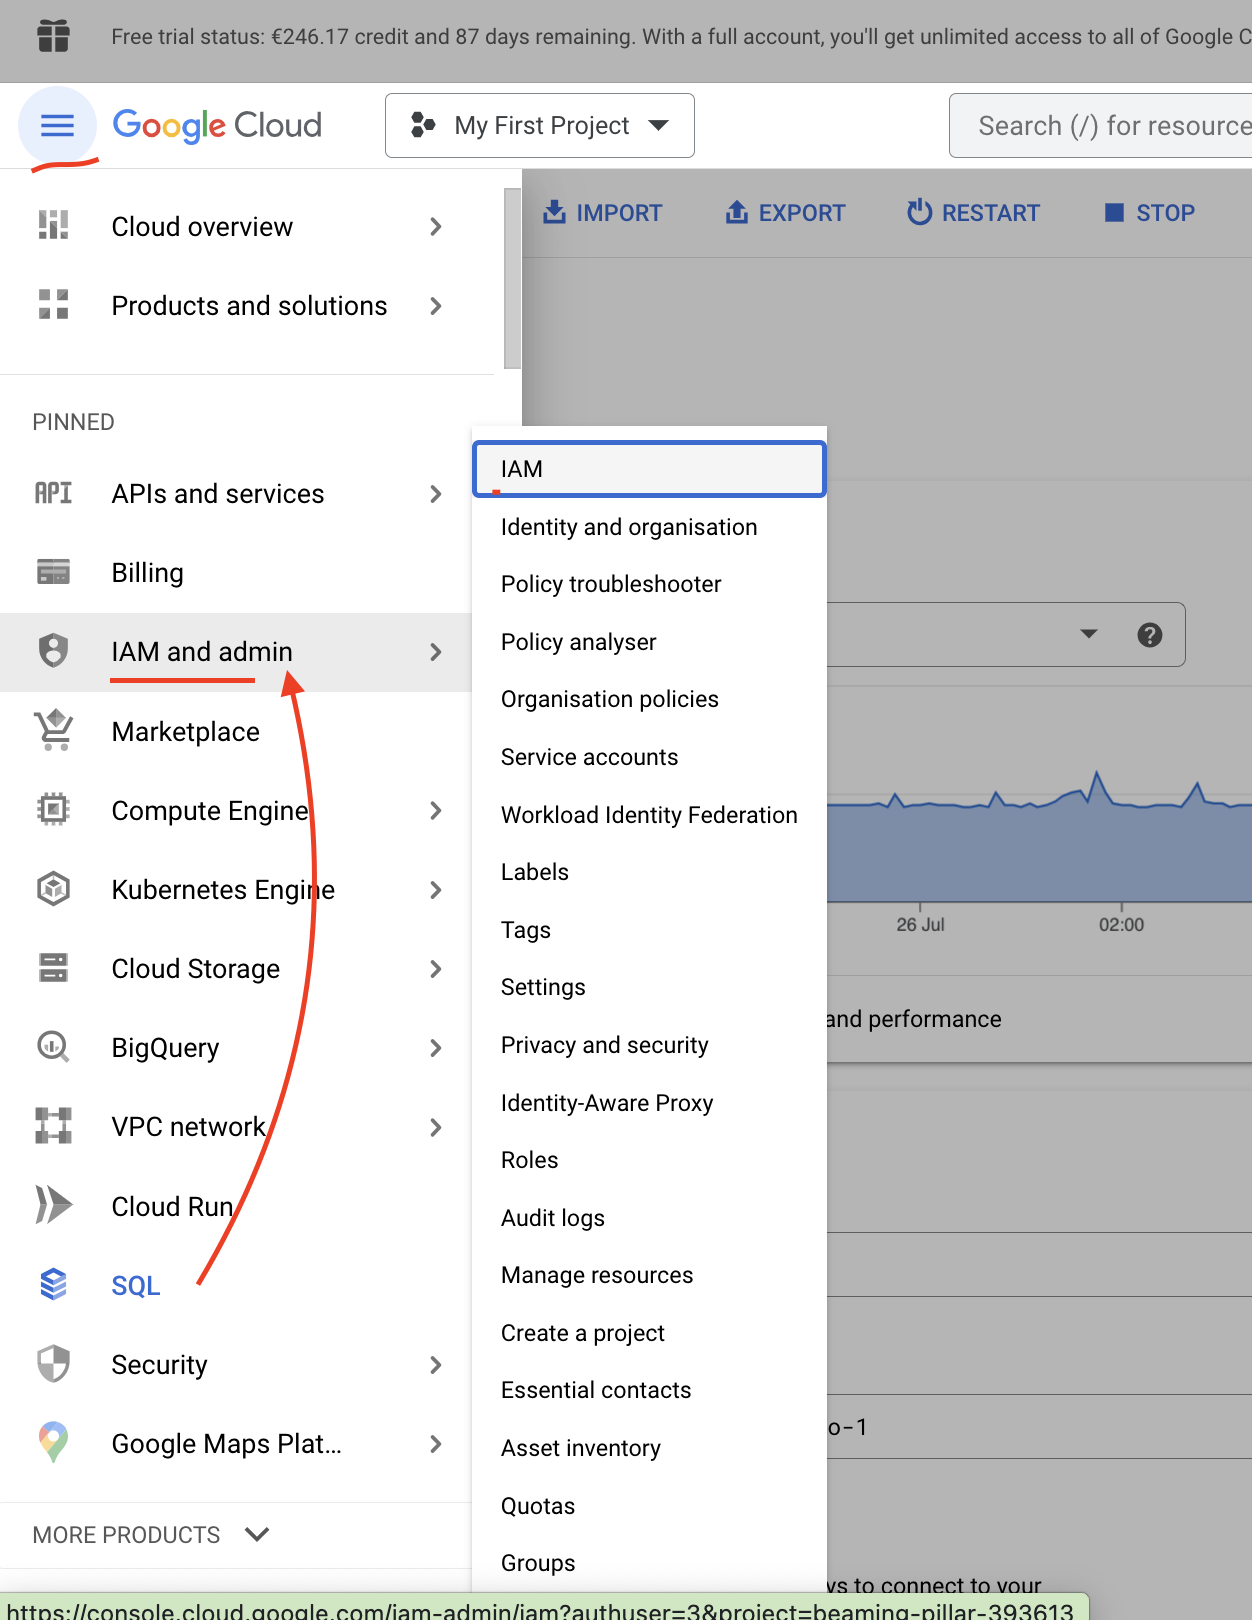 Free trial status: €246.17 credit and 87 days remaining. With a full account, you'll get unlimited access to all of Google C
Google Cloud
My First Project
Search (/) for resource
IMPORT
EXPORT
RESTART
STOP
Cloud overview
Products and solutions
PINNED
API APIs and services
Billing
IAM and admin
Marketplace
Compute Engine
Kubernetes Engine
Cloud Storage
BigQuery
VPC network
Cloud Run
SQL
Security
Google Maps Plat...
MORE PRODUCTS
IAM
Identity and organisation
Policy troubleshooter
Policy analyser
Organisation policies
Service accounts
Workload Identity Federation
Labels
Tags
Settings
Privacy and security
Identity-Aware Proxy
Roles
Audit logs
Manage resources
Create a project
Essential contacts
Asset inventory
Quotas
Groups
26 Jul
02:00
and performance
o-1
to connect to your
https://console.cloud.google.com/iam-admin/iam?authuser=3&project=beaming-pillar-393613